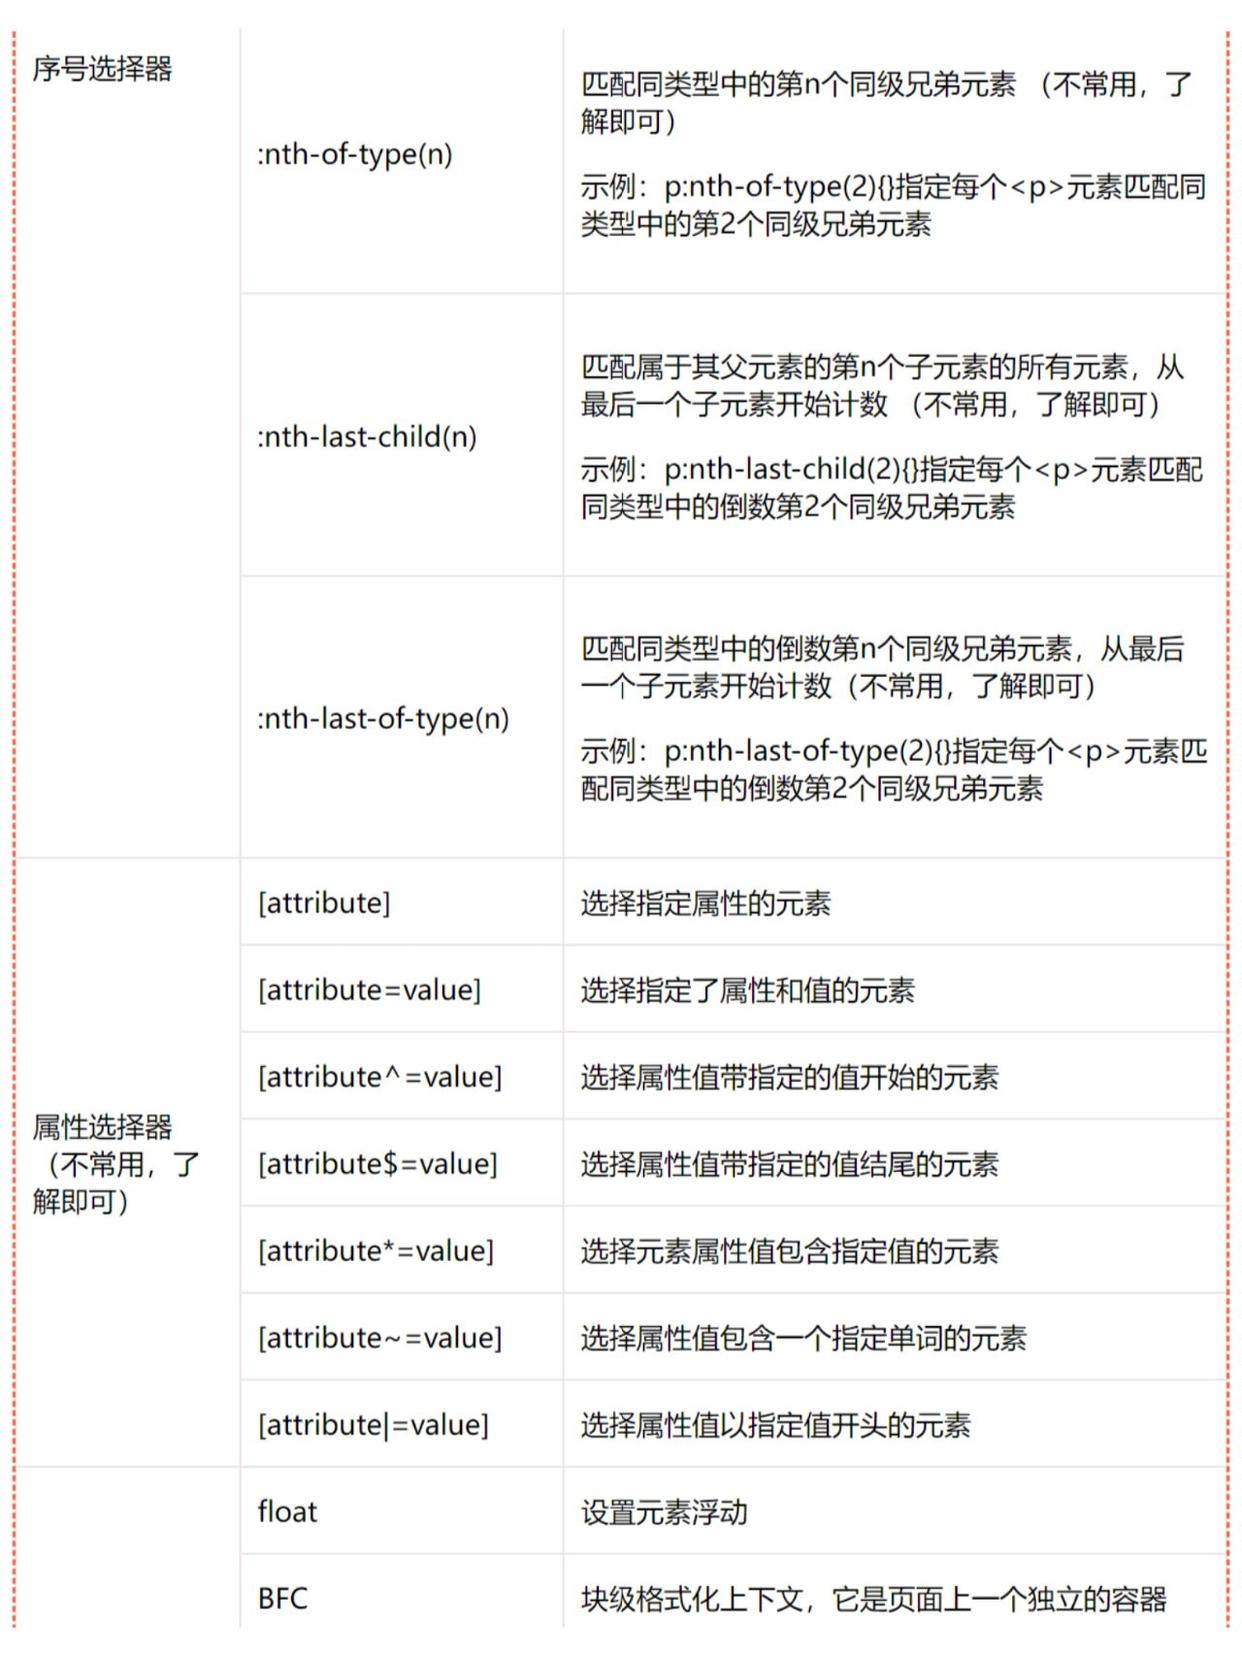 序号选择器
:nth-of-type(n)
匹配同类型中的第n个同级兄弟元素 （不常用，了
解即可）
示例：p:nth-of-type(2){}指定每个<p>元素匹配同
类型中的第2个同级兄弟元素
:nth-last-child(n)
匹配属于其父元素的第n个子元素的所有元素，从
最后一个子元素开始计数 （不常用，了解即可）
示例：p:nth-last-child(2){}指定每个<p>元素匹配
同类型中的倒数第2个同级兄弟元素
:nth-last-of-type(n)
匹配同类型中的倒数第n个同级兄弟元素，从最后
一个子元素开始计数（不常用，了解即可）
示例：p:nth-last-of-type(2){}指定每个<p>元素匹
配同类型中的倒数第2个同级兄弟元素
属性选择器
（不常用，了
解即可）
[attribute]
选择指定属性的元素
[attribute=value]
选择指定了属性和值的元素
[attribute^=value]
选择属性值带指定的值开始的元素
[attribute$=value]
选择属性值带指定的值结尾的元素
[attribute*=value]
选择元素属性值包含指定值的元素
[attribute~=value]
选择属性值包含一个指定单词的元素
[attribute|=value]
选择属性值以指定值开头的元素
float
设置元素浮动
BFC
块级格式化上下文，它是页面上一个独立的容器